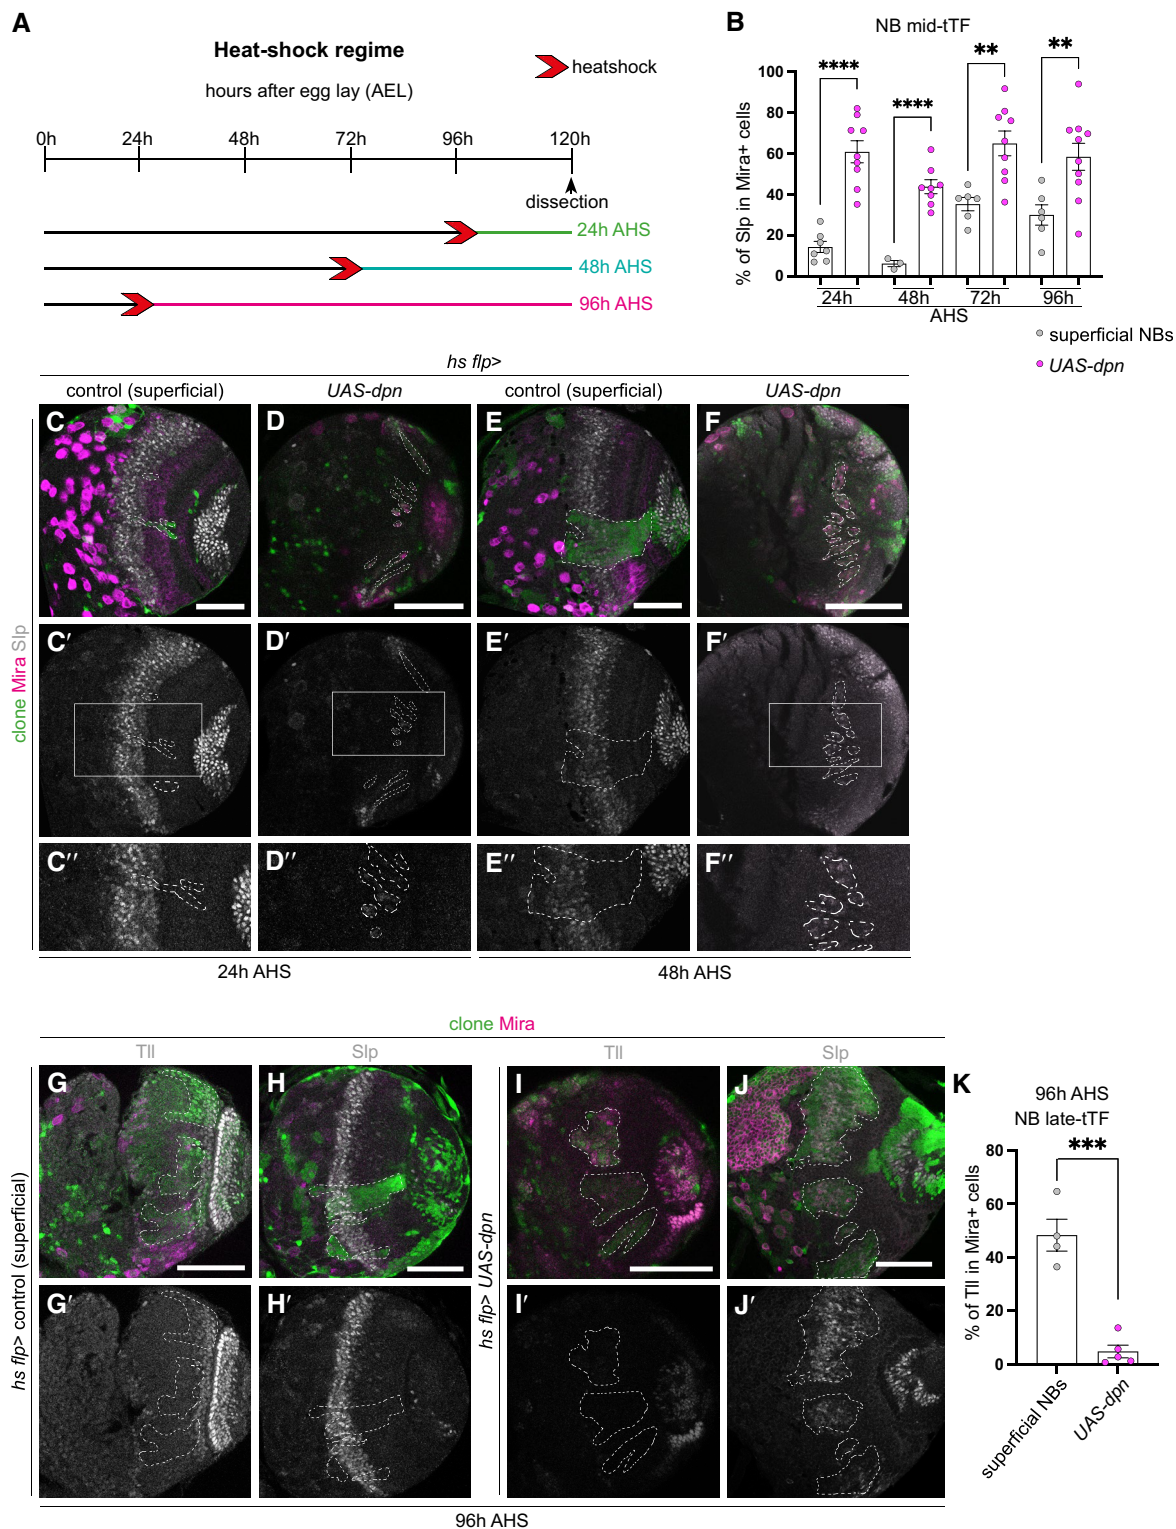 A
Heat-shock regime
heatshock
hours after egg lay (AEL)
0h 24h 48h 72h 96h 120h
dissection
24h AHS
48h AHS
96h AHS
B
NB mid-tTF
% of Slp in Mira+ cells
100
80
60
40
20
0
**** **** ** **
24h 48h 72h 96h
AHS
superficial NBs
UAS-dpn
hs flp>
control (superficial) UAS-dpn control (superficial) UAS-dpn
clone Mira Slp
C D E F
C′ D′ E′ F′
C″ D″ E″ F″
24h AHS 48h AHS
clone Mira
Tll Slp Tll Slp
hs flp> control (superficial)
hs flp> UAS-dpn
G H I J
G′ H′ I′ J′
96h AHS
K
96h AHS
NB late-tTF
% of Tll in Mira+ cells
80
60
40
20
0
***
superficial NBs
UAS-dpn